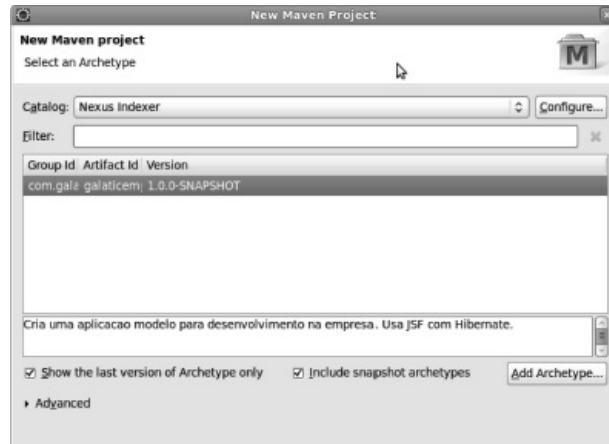 New Maven Project
New Maven project
Select an Archetype
M
Catalog: Nexus Indexer Configure...
Filter:
Group Id Artifact Id Version
com.gala galaticem 1.0.0-SNAPSHOT
Cria uma aplicacao modelo para desenvolvimento na empresa. Usa JSF com Hibernate.
Show the last version of Archetype only Include snapshot archetypes Add Archetype...
Advanced